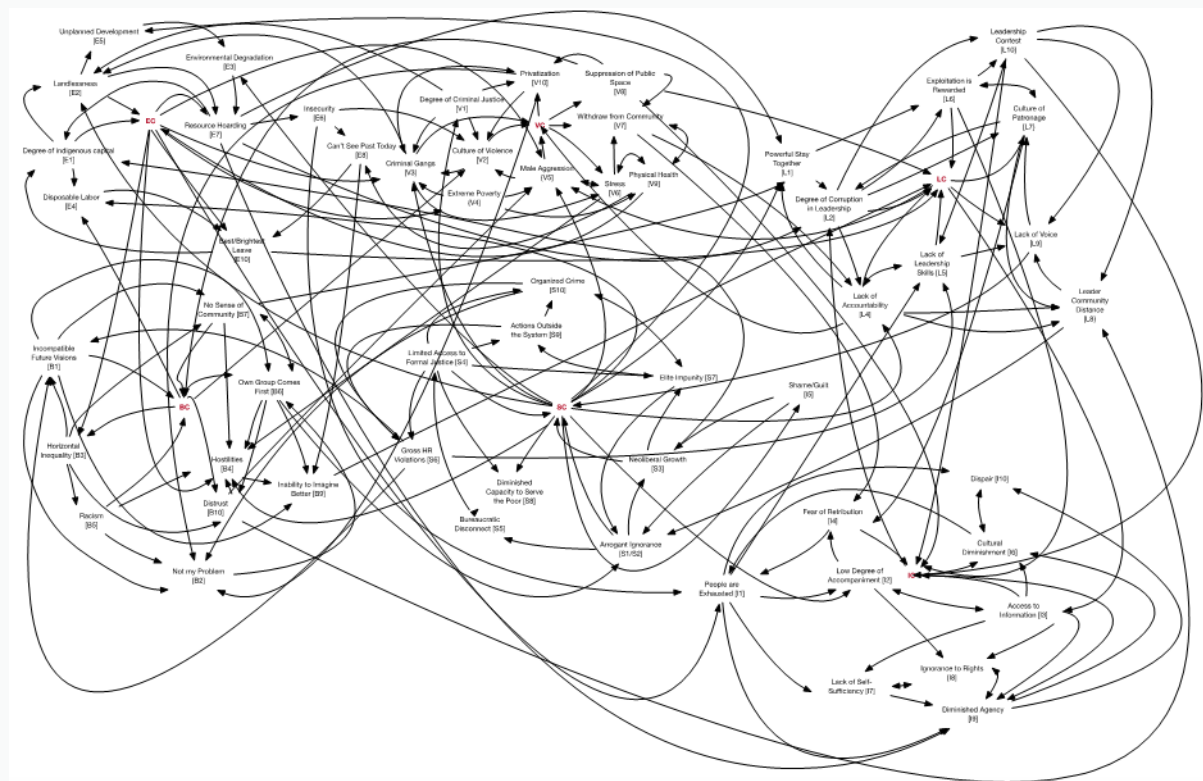 Unplanned Development
[E5]
Environmental Degradation
[E3]
Landlessness
[E2]
EC
Resource Hoarding
[E7]
Insecurity
[E6]
Can't See Past Today
[E8]
Degree of Indigenous capital
[E1]
Disposable Labor
[E4]
Best/Brightest
Leave
[E10]
Privatization
[V10]
Suppression of Public
Space
[V8]
Degree of Criminal Justice
[V1]
VC
Withdraw from Community
[V7]
Culture of Violence
[V2]
Criminal Gangs
[V3]
Male Aggression
[V5]
Stress
[V6]
Physical Health
[V9]
Extreme Poverty
[V4]
Leadership
Contest
[L10]
Exploitation is
Rewarded
[L6]
Culture of
Patronage
[L7]
Powerful Stay
Together
[L1]
LC
Degree of Corruption
in Leadership
[L2]
Lack of Voice
[L9]
Lack of
Leadership
Skills [L5]
Lack of
Accountability
[L4]
Leader
Community
Distance
[L8]
No Sense of
Community [B7]
Incompatible
Future Visions
[B1]
Own Group Comes
First [B6]
BC
Horizontal
Inequality [B3]
Hostilities
[B4]
Inability to Imagine
Better [B9]
Distrust
[B10]
Racism
[B5]
Not my Problem
[B2]
Organized Crime
[S10]
Actions Outside
the System [S9]
Limited Access to
Formal Justice [S4]
Elite Impunity [S7]
SC
Gross HR
Violations [S6]
Neoliberal Growth
[S3]
Diminished
Capacity to Serve
the Poor [S8]
Bureaucratic
Disconnect [S5]
Arrogant Ignorance
[S1/S2]
Shame/Guilt
[I5]
Dispair [I10]
Fear of Retribution
[I4]
Cultural
Diminishment [I6]
People are
Exhausted [I1]
Low Degree of
Accompaniment [I2]
IC
Access to
Information [I3]
Ignorance to Rights
[I8]
Lack of Self-
Sufficiency [I7]
Diminished Agency
[I9]